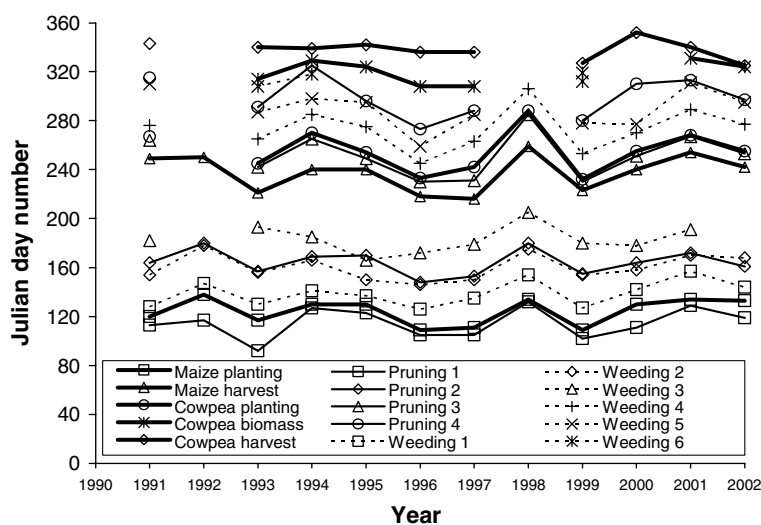 360
320
280
240
200
160
120
80
40
0
Julian day number
Maize planting
Maize harvest
Cowpea planting
Cowpea biomass
Cowpea harvest
Pruning 1
Pruning 2
Pruning 3
Pruning 4
Weeding 1
Weeding 2
Weeding 3
Weeding 4
Weeding 5
Weeding 6
1990 1991 1992 1993 1994 1995 1996 1997 1998 1999 2000 2001 2002
Year